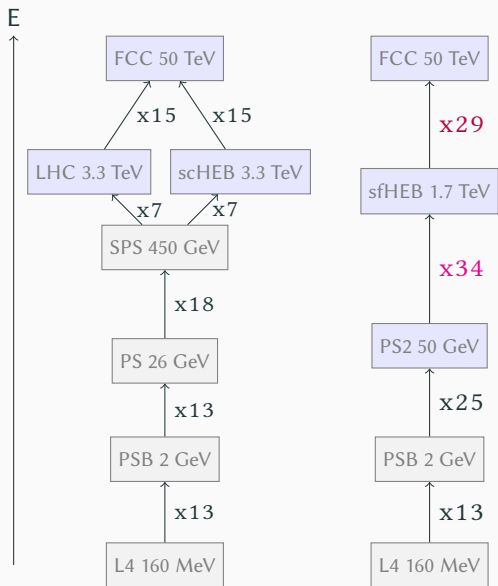 E
FCC 50 TeV
FCC 50 TeV
x15
x15
x29
LHC 3.3 TeV
scHEB 3.3 TeV
sfHEB 1.7 TeV
x7
x7
SPS 450 GeV
x34
x18
PS 26 GeV
PS2 50 GeV
x13
x25
PSB 2 GeV
PSB 2 GeV
x13
x13
L4 160 MeV
L4 160 MeV